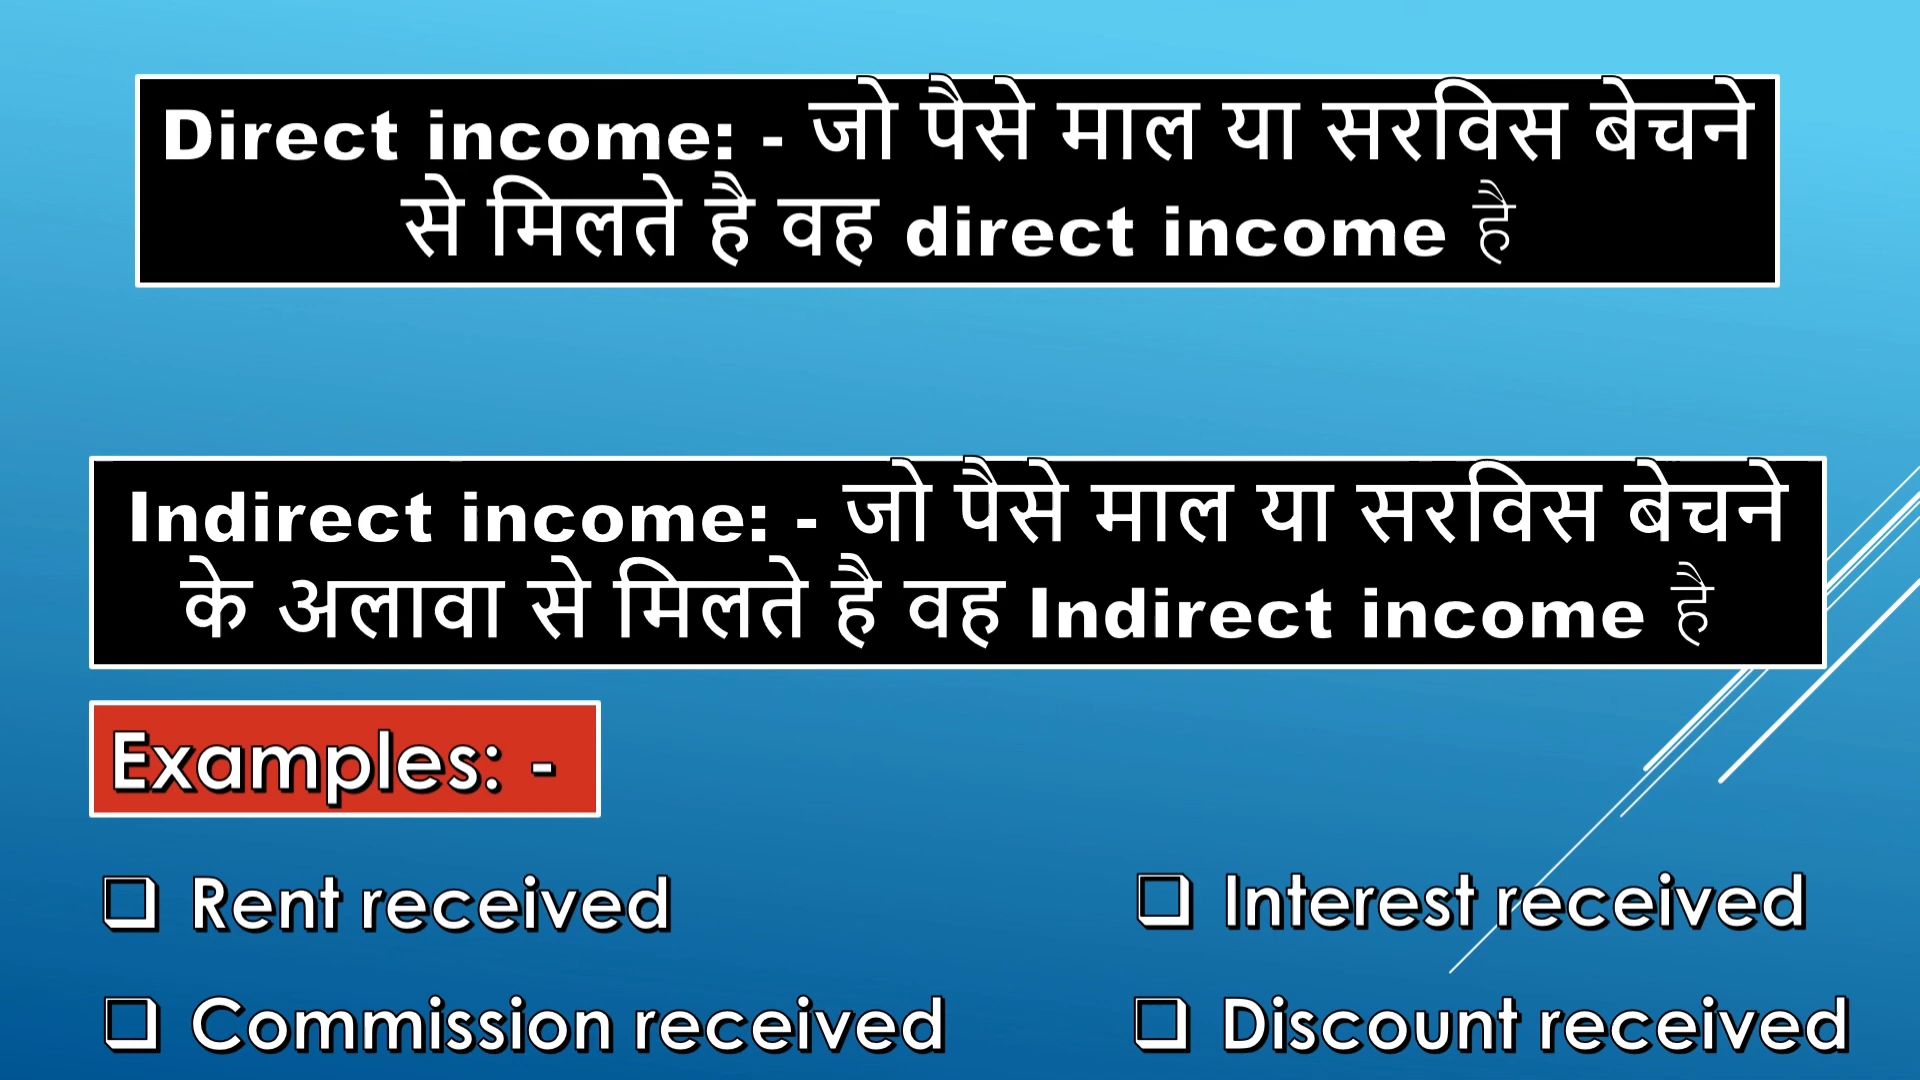 Direct income: - जो पैसे माल या सरविस बेचने
से मिलते है वह direct income है
Indirect income: - जो पैसे माल या सरविस बेचने
के अलावा से मिलते है वह Indirect income है
Examples: -
❑ Rent received
❑ Interest received
❑ Commission received
❑ Discount received